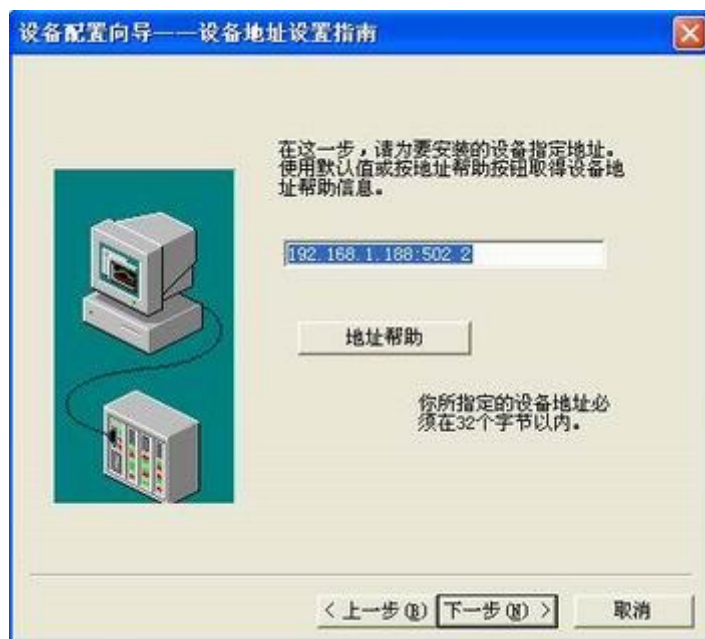 设备配置向导——设备地址设置指南
在这一步，请为要安装的设备指定地址。
使用默认值或按地址帮助按钮取得设备地
址帮助信息。
192.168.1.188:502 2
地址帮助
你所指定的设备地址必
须在32个字节以内。
< 上一步(B) 下一步(N) > 取消